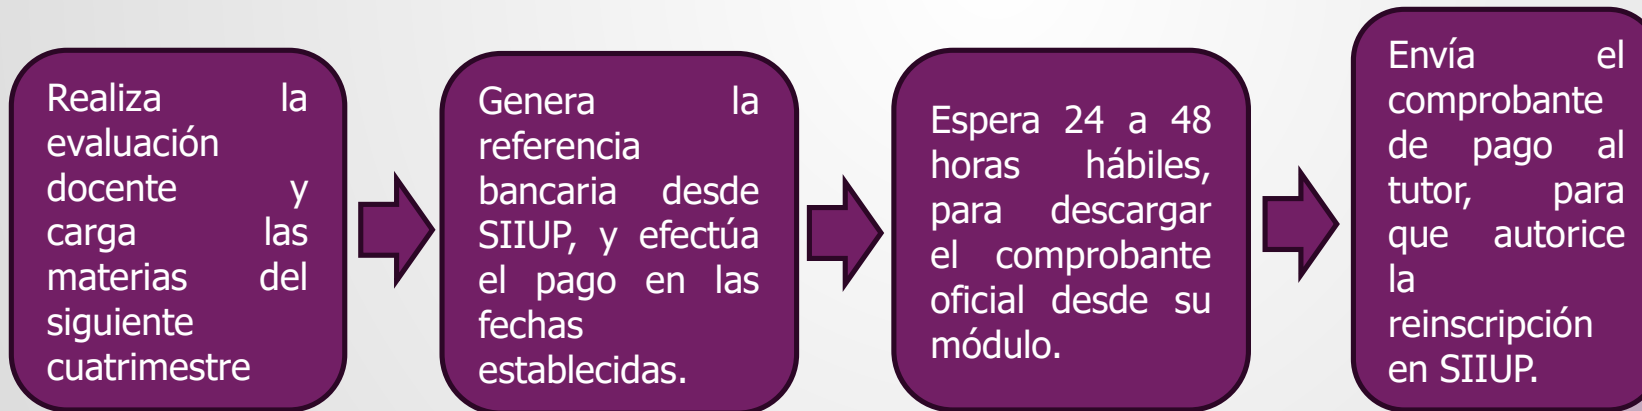 Realiza la
evaluación
docente y
carga las
materias del
siguiente
cuatrimestre
Genera la
referencia
bancaria desde
SIIUP, y efectúa
el pago en las
fechas
establecidas.
Espera 24 a 48
horas hábiles,
para descargar
el comprobante
oficial desde su
módulo.
Envía el
comprobante
de pago al
tutor, para
que autorice
la
reinscripción
en SIIUP.